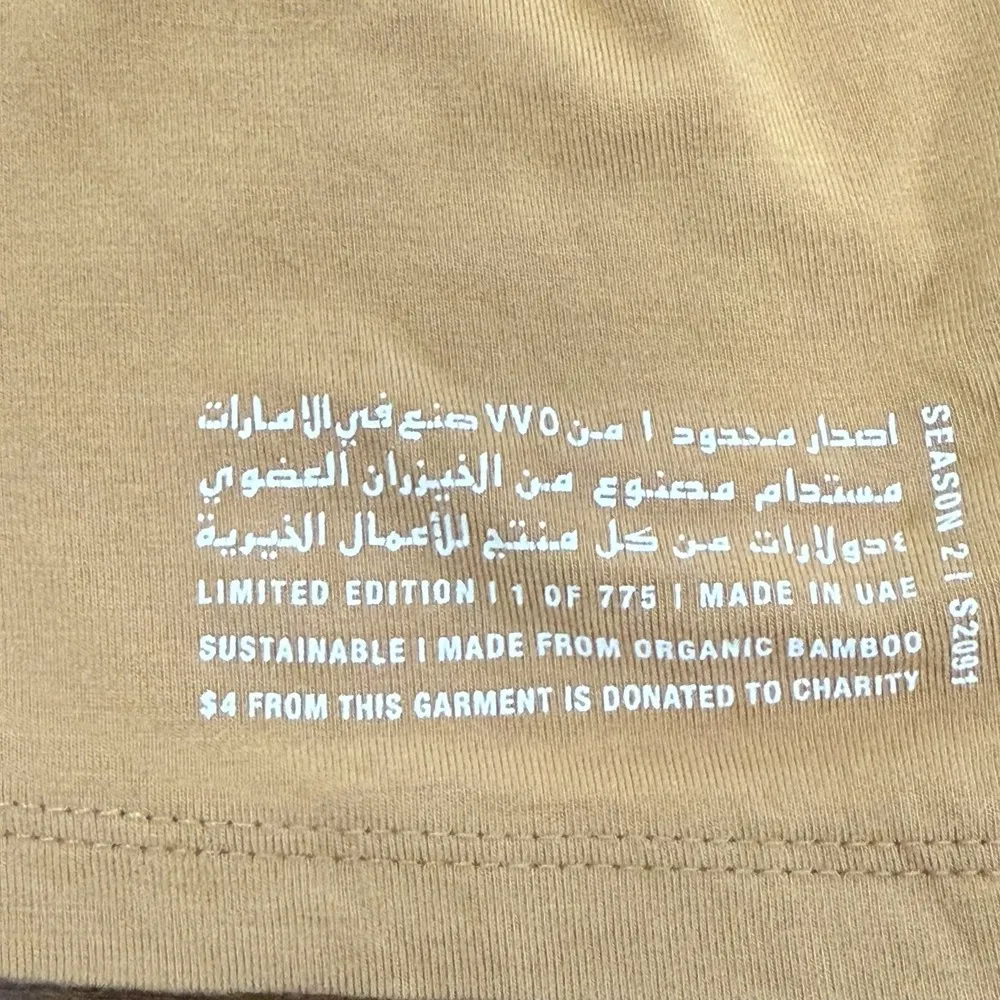 اصدار محدود ١ من ٧٧٥ صنع في الامارات
مستدام مصنوع من الخيزران العضوي
٤ دولارات من كل منتج للأعمال الخيرية
LIMITED EDITION | 1 OF 775 | MADE IN UAE
SUSTAINABLE | MADE FROM ORGANIC BAMBOO
$4 FROM THIS GARMENT IS DONATED TO CHARITY
SEASON 2 | S2091